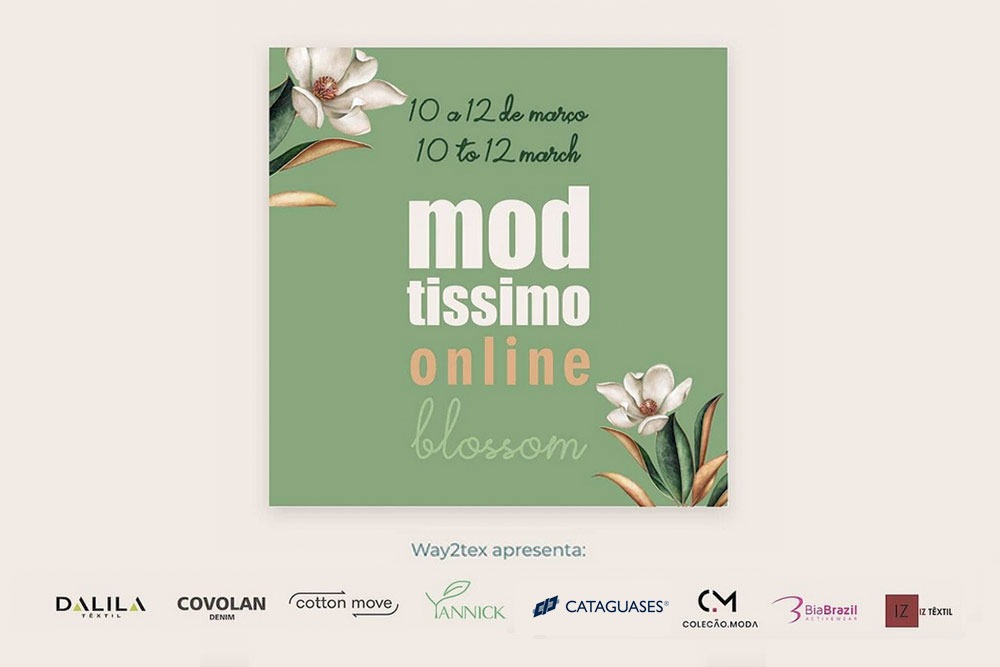 10 a 12 de março
10 to 12 march
mod
tissimo
online
blossom
Way2tex apresenta:
DALILA
TÊXTIL
COVOLAN
DENIM
cotton move
YANNICK
CATAGUASES®
CM
COLECÃO.MODA
BiaBrazil
ACTIVEWEAR
IZ
IZ TÊXTIL